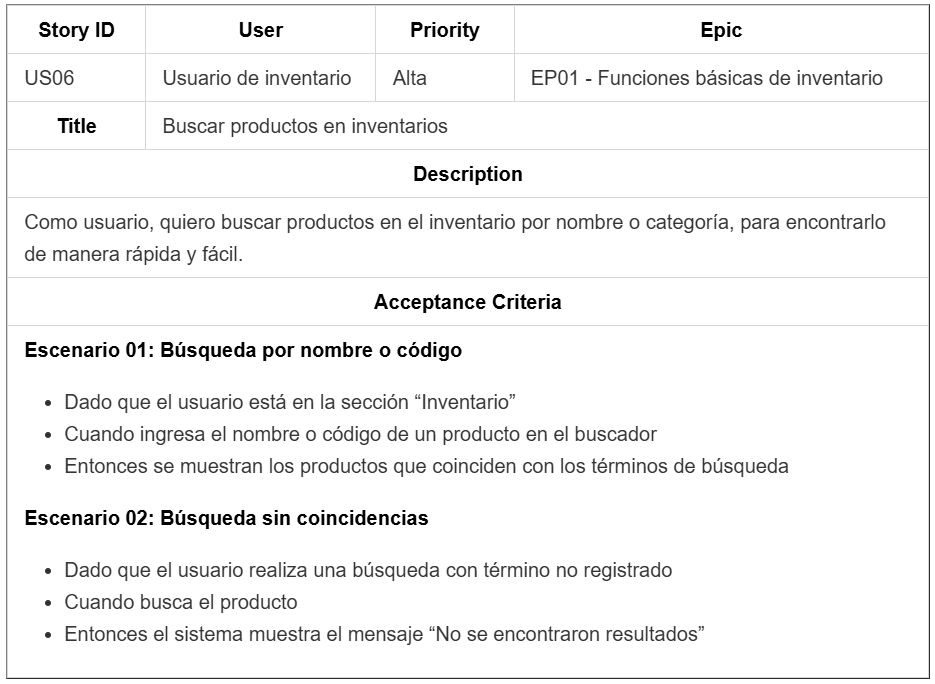 Story ID User Priority Epic
US06 Usuario de inventario Alta EP01 - Funciones básicas de inventario
Title Buscar productos en inventarios
Description
Como usuario, quiero buscar productos en el inventario por nombre o categoría, para encontrarlo
de manera rápida y fácil.
Acceptance Criteria
Escenario 01: Búsqueda por nombre o código
• Dado que el usuario está en la sección “Inventario”
• Cuando ingresa el nombre o código de un producto en el buscador
• Entonces se muestran los productos que coinciden con los términos de búsqueda
Escenario 02: Búsqueda sin coincidencias
• Dado que el usuario realiza una búsqueda con término no registrado
• Cuando busca el producto
• Entonces el sistema muestra el mensaje “No se encontraron resultados”